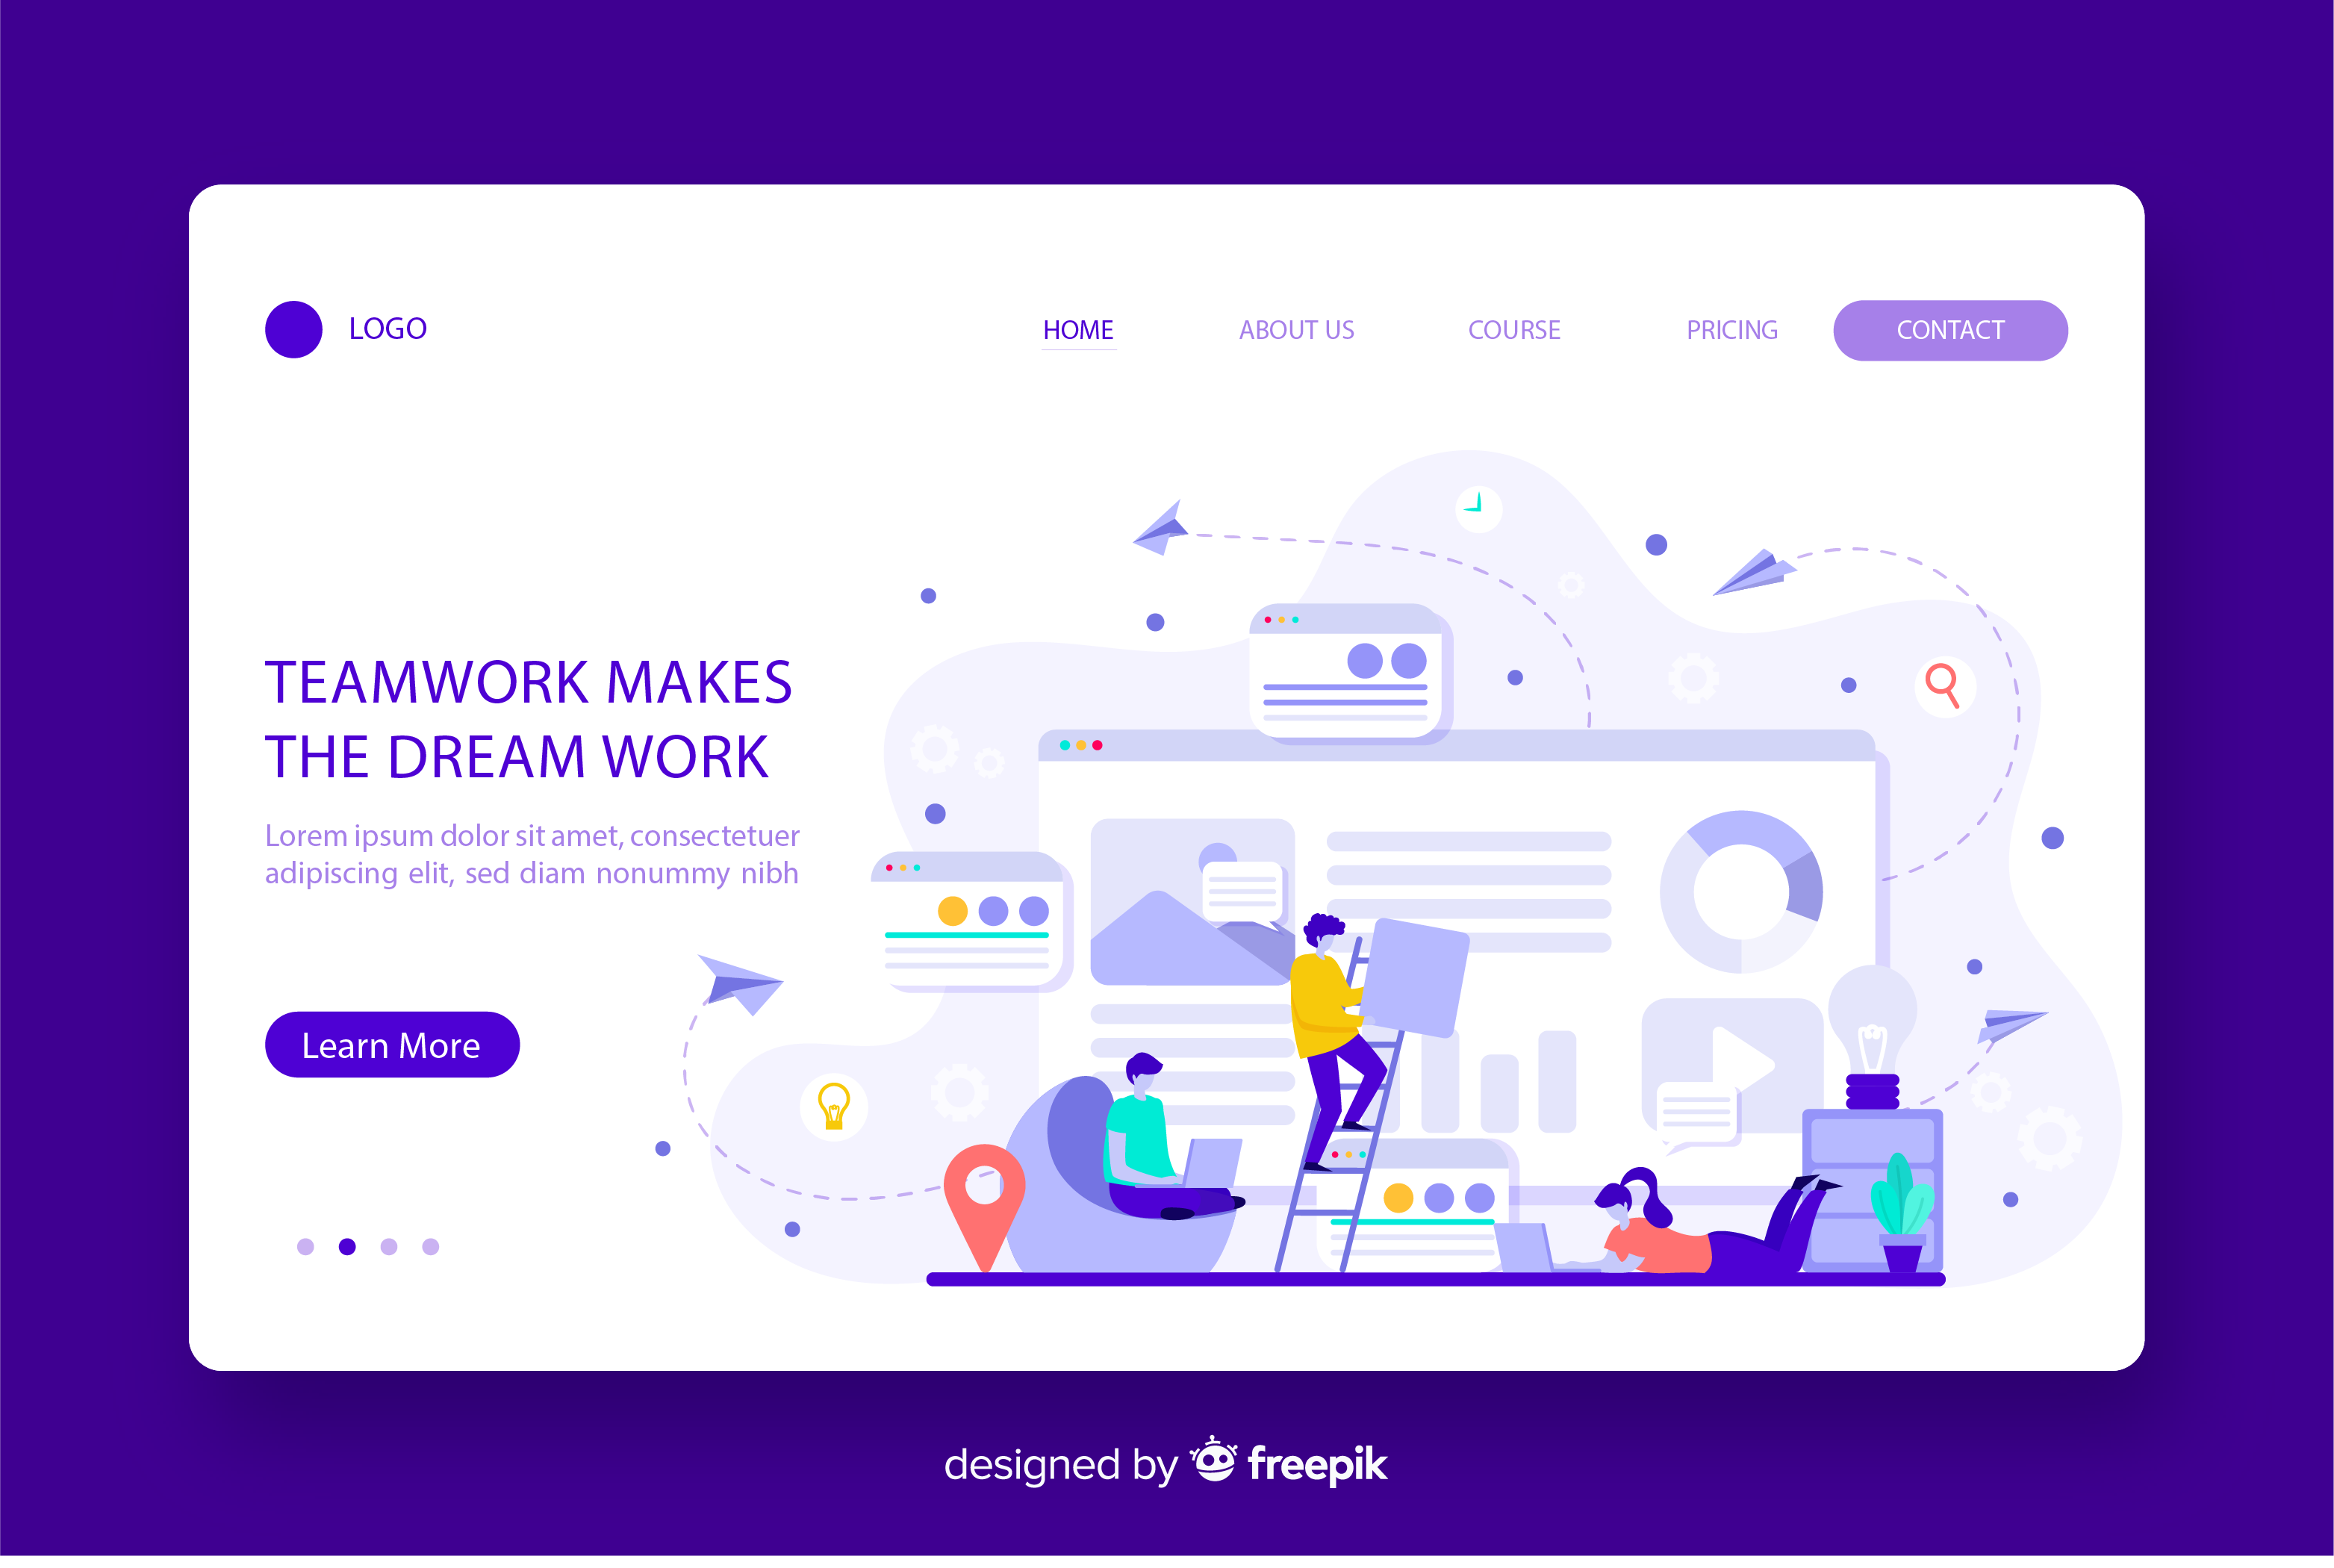 LOGO
HOME ABOUT US COURSE PRICING CONTACT
TEAMWORK MAKES
THE DREAM WORK
Lorem ipsum dolor sit amet, consectetuer
adipiscing elit, sed diam nonummy nibh
Learn More
designed by freepik